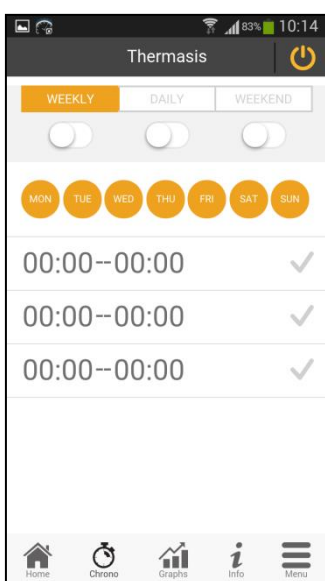 83% 10:14
Thermasis
WEEKLY DAILY WEEKEND
MON TUE WED THU FRI SAT SUN
00:00--00:00
00:00--00:00
00:00--00:00
Home Chrono Graphs Info Menu